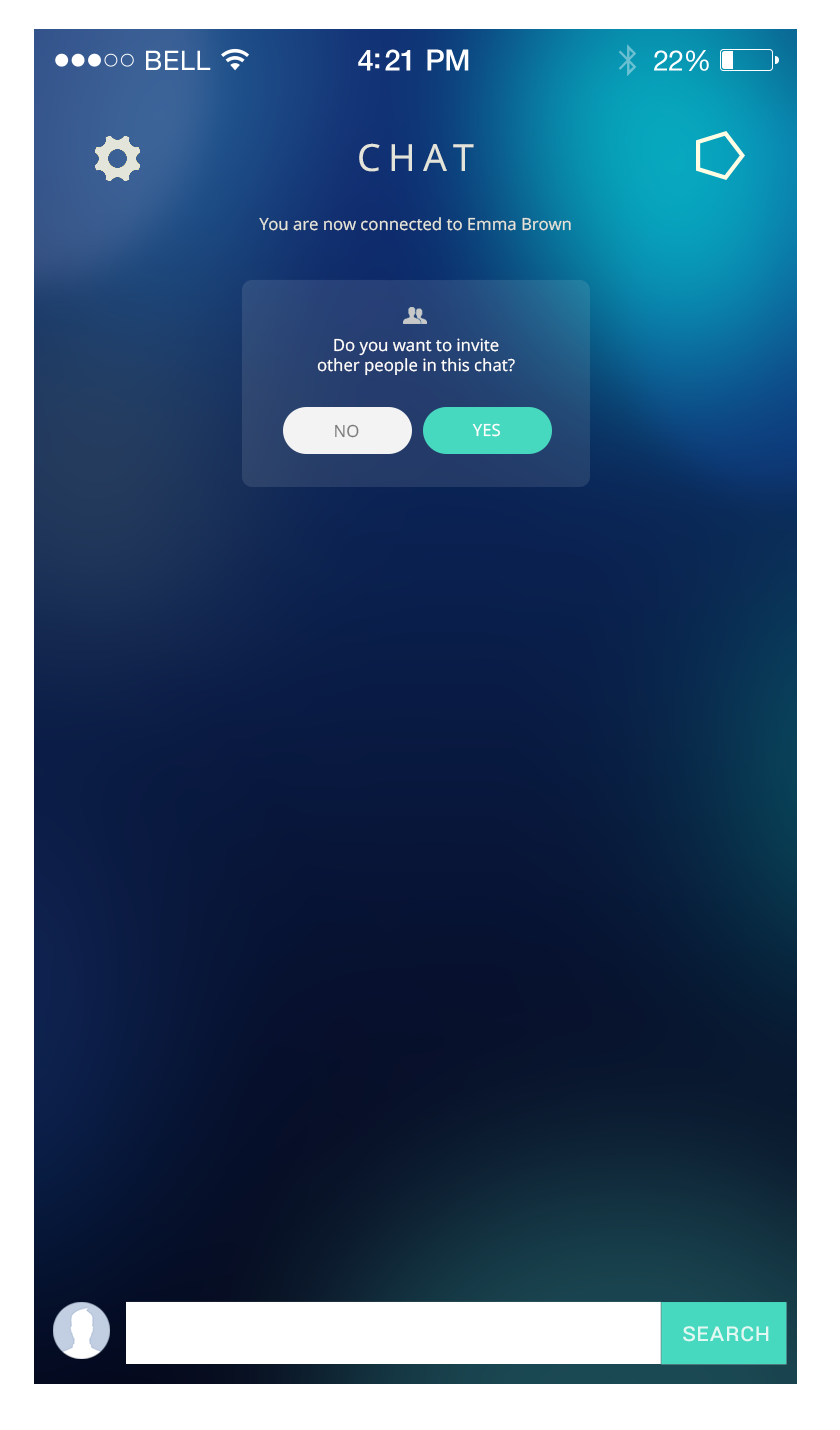 BELL 4:21 PM 22%
CHAT
You are now connected to Emma Brown
Do you want to invite
other people in this chat?
NO YES
SEARCH